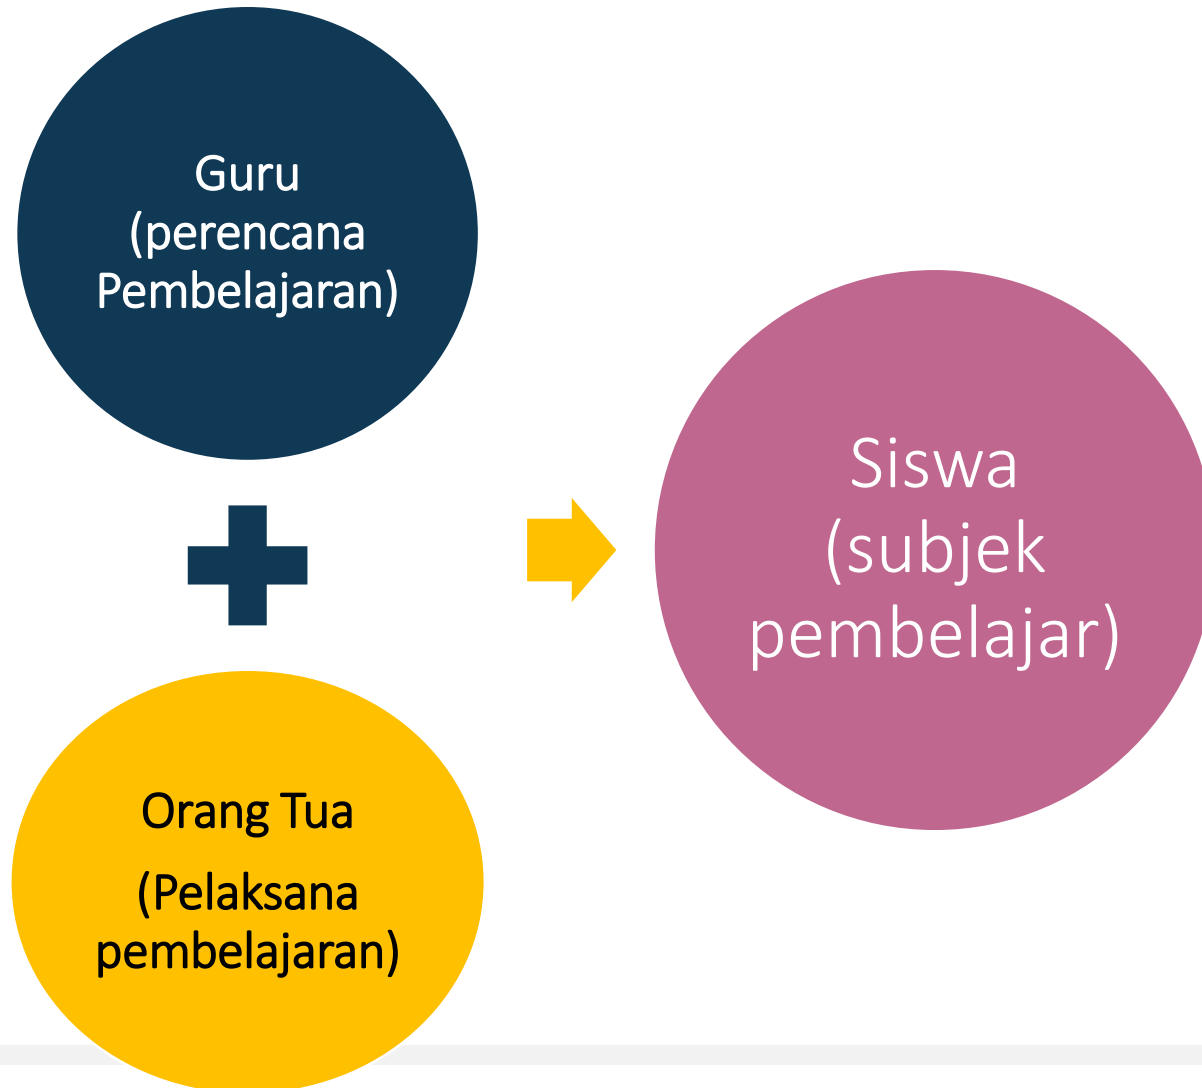 Guru
(perencana
Pembelajaran)
Orang Tua
(Pelaksana
pembelajaran)
Siswa
(subjek
pembelajar)